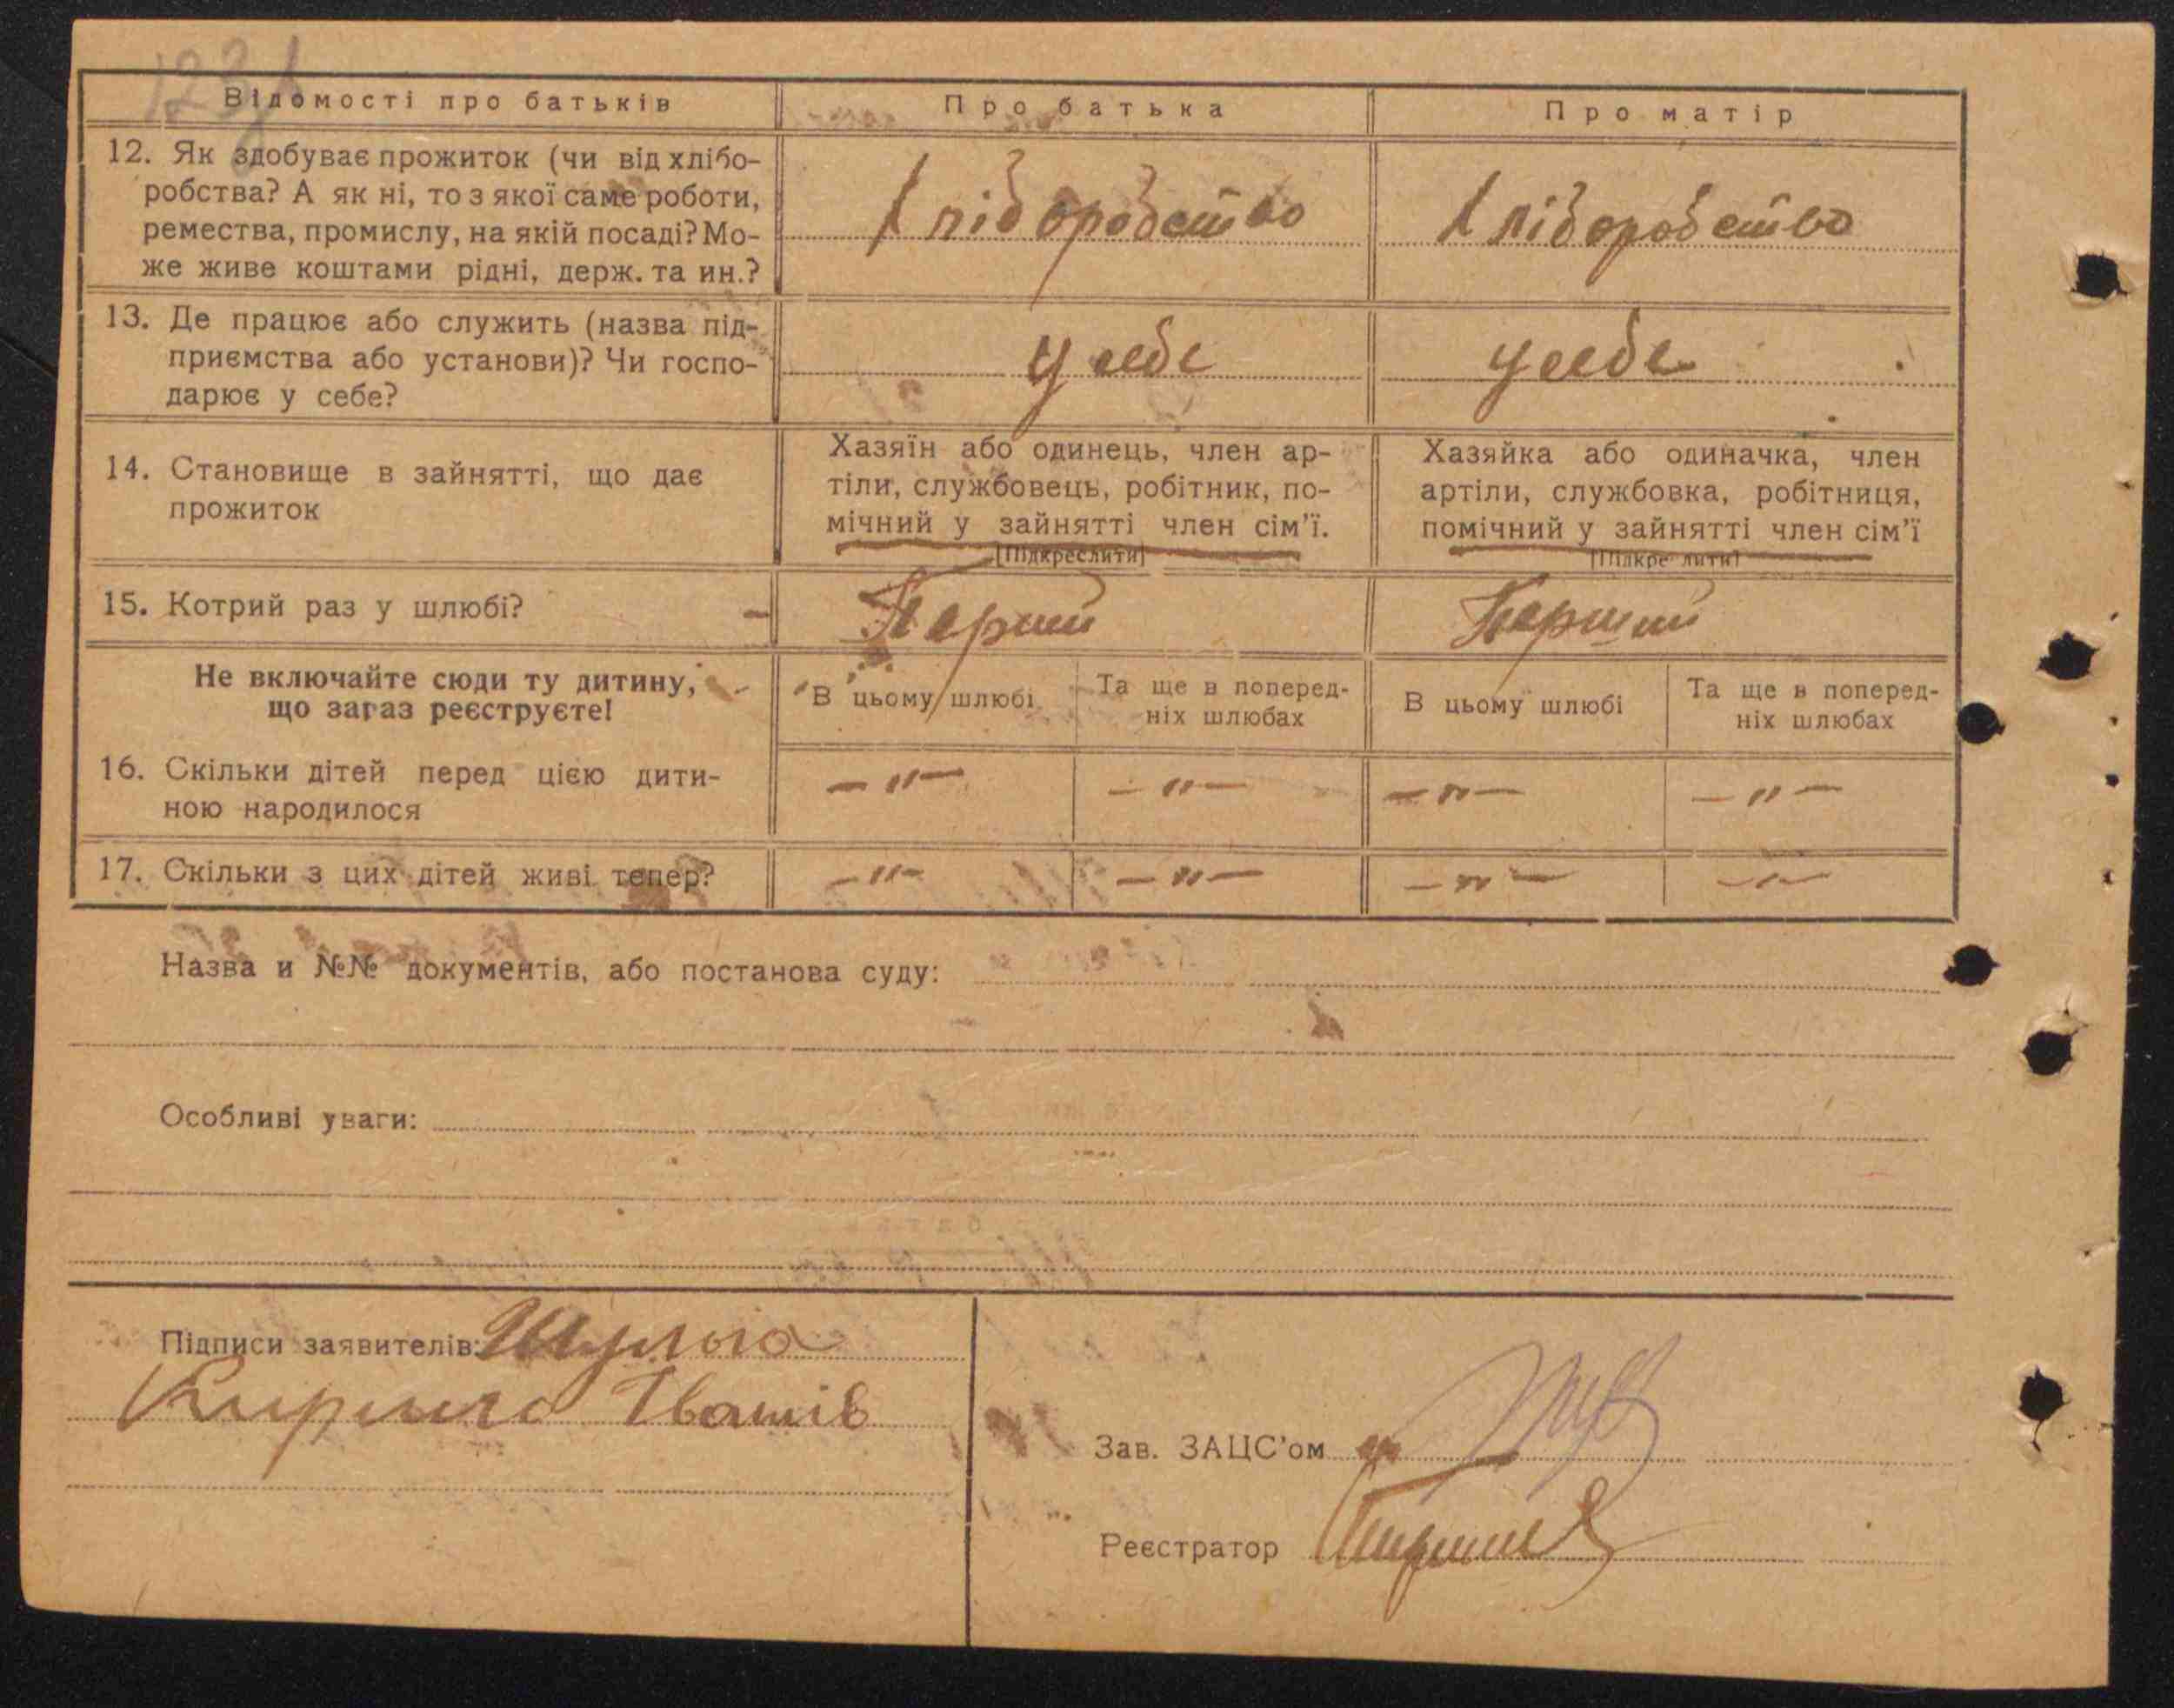 Відомості про батьків Про батька Про матір
12. Як здобуває прожиток (чи від хлібо-
робства? А як ні, то з якої саме роботи,
ремества, промислу, на якій посаді? Мо-
же живе коштами рідні, держ. та ин.?
Хліборобство Хліборобство
13. Де працює або служить (назва під-
приємства або установи)? Чи госпо-
дарює у себе?
у себе у себе
14. Становище в зайнятті, що дає
прожиток
Хазяїн або одинець, член ар-
тіли, службовець, робітник, по-
мічний у зайнятті член сім'ї.
[Підкреслити]
Хазяйка або одиначка, член
артіли, службовка, робітниця,
помічний у зайнятті член сім'ї
[Підкре лити]
15. Котрий раз у шлюбі? Перший Перший
Не включайте сюди ту дитину,
що зараз реєструєте!
В цьому шлюбі
Та ще в поперед-
ніх шлюбах
В цьому шлюбі
Та ще в поперед-
ніх шлюбах
16. Скільки дітей перед цією дити-
ною народилося
—"— —"— —"— —"—
17. Скільки з цих дітей живі тепер? —"— —"— —"— —"—
Назва и №№ документів, або постанова суду:
Особливі уваги:
Підписи заявителів: Шульга
Кирило Іванів
Зав. ЗАЦС'ом
Реєстратор